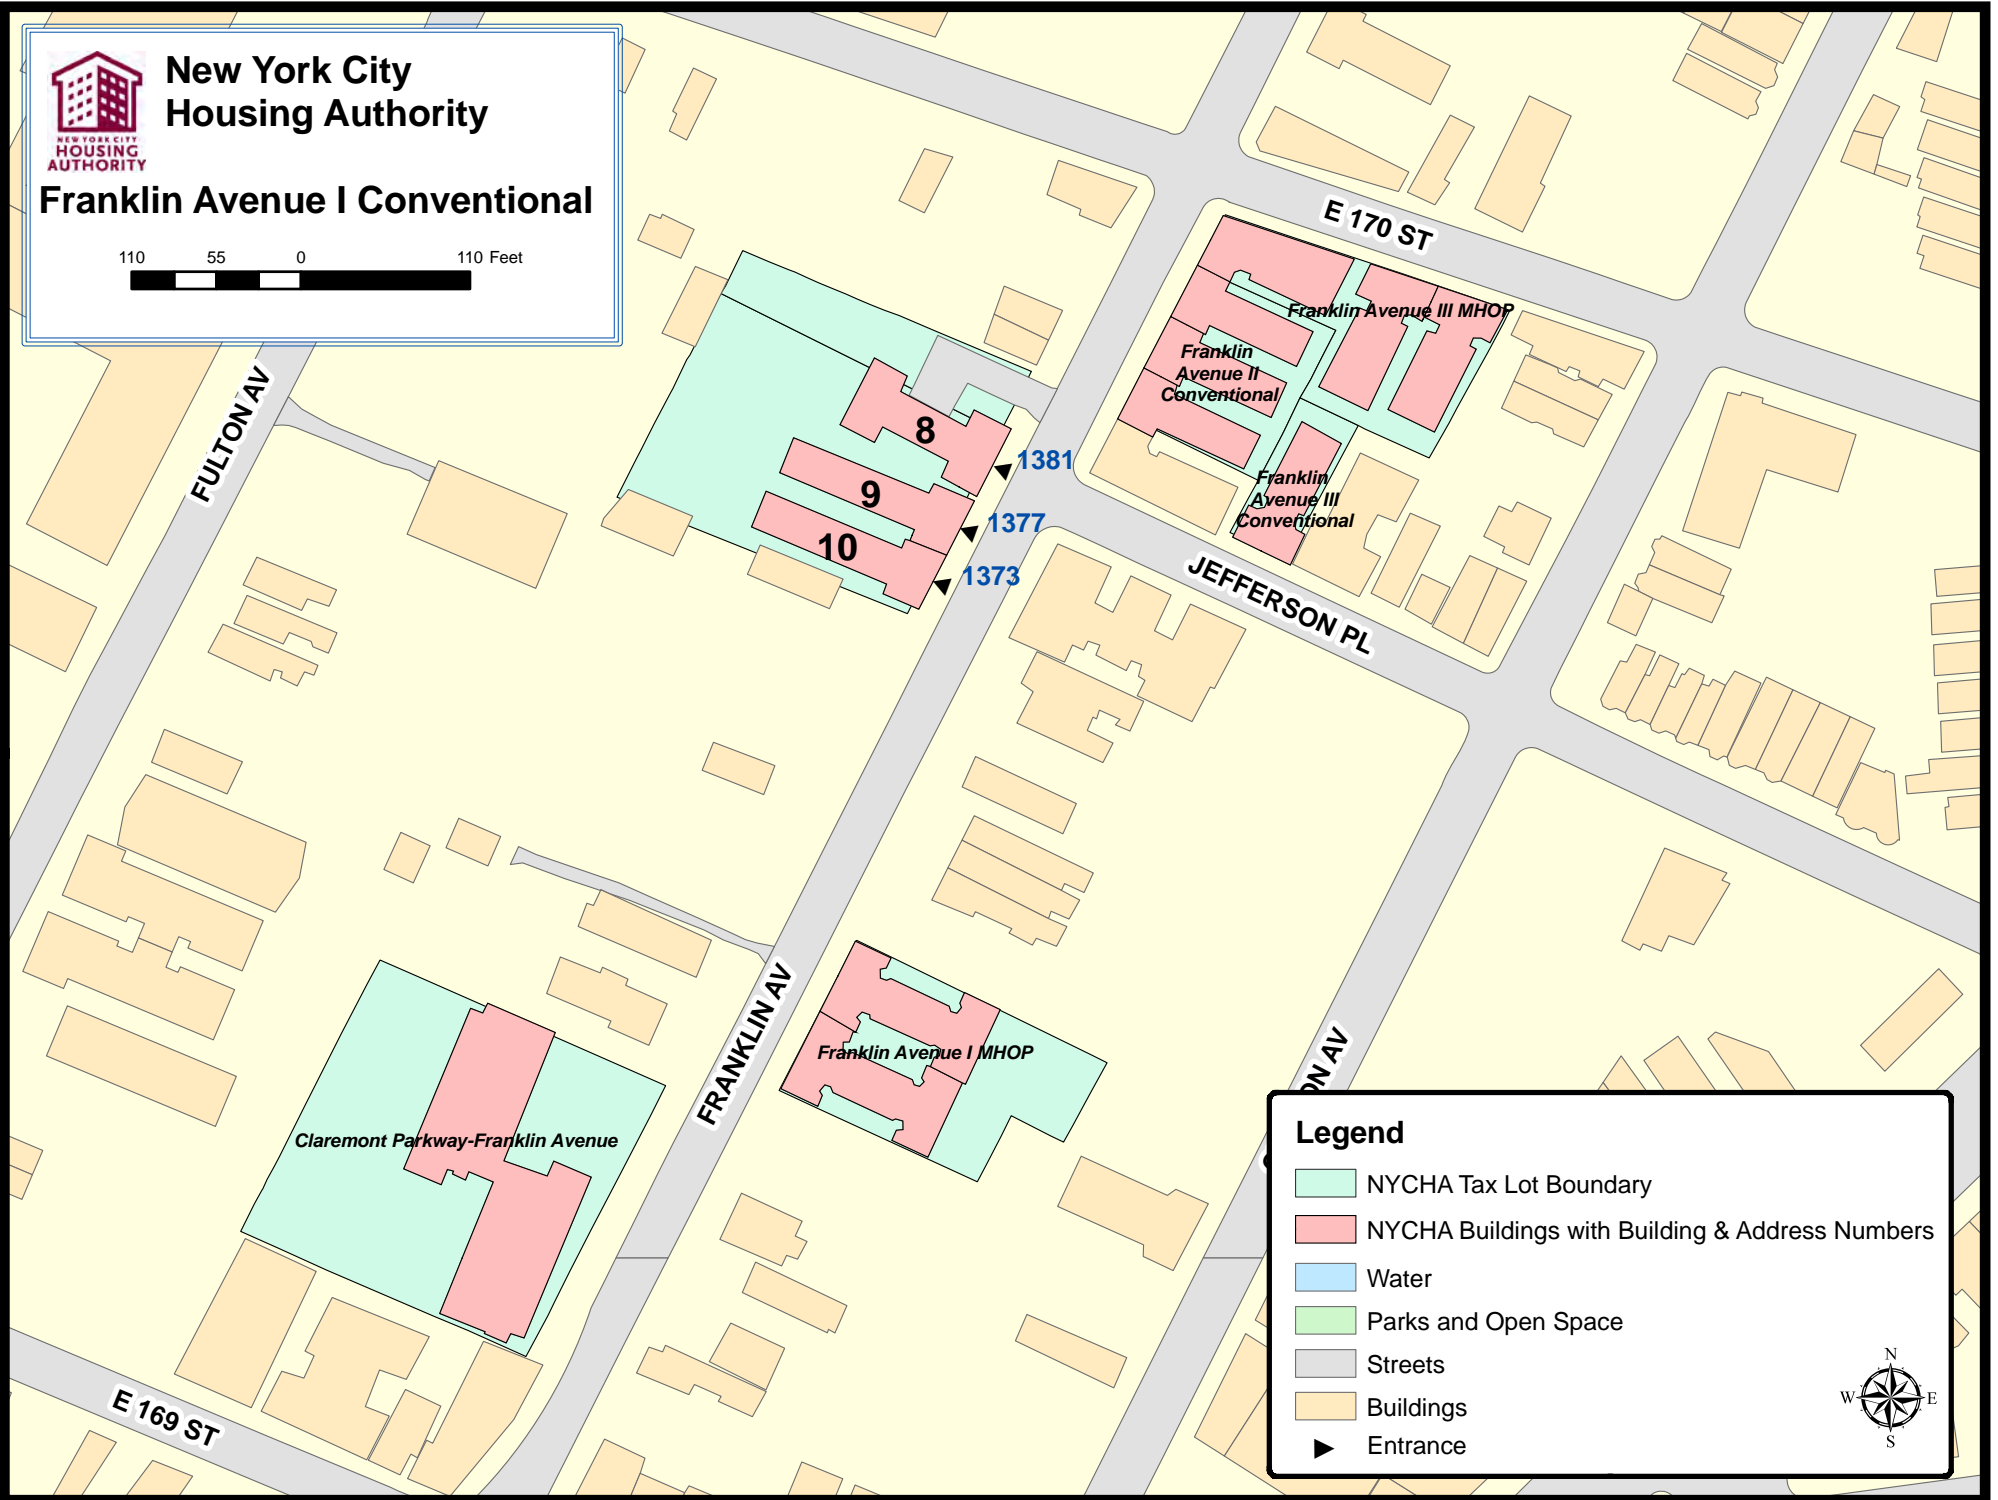 New York City
Housing Authority
NEW YORK CITY
HOUSING
AUTHORITY
Franklin Avenue I Conventional
110 55 0 110 Feet
E 170 ST
Franklin Avenue III MHOP
Franklin
Avenue II
Conventional
FULTON AV
8
1381
Franklin
Avenue III
Conventional
9
1377
10
1373
JEFFERSON PL
FRANKLIN AV
Franklin Avenue I MHOP
ON AV
Claremont Parkway-Franklin Avenue
E 169 ST
Legend
NYCHA Tax Lot Boundary
NYCHA Buildings with Building & Address Numbers
Water
Parks and Open Space
Streets
Buildings
Entrance
N
W E
S